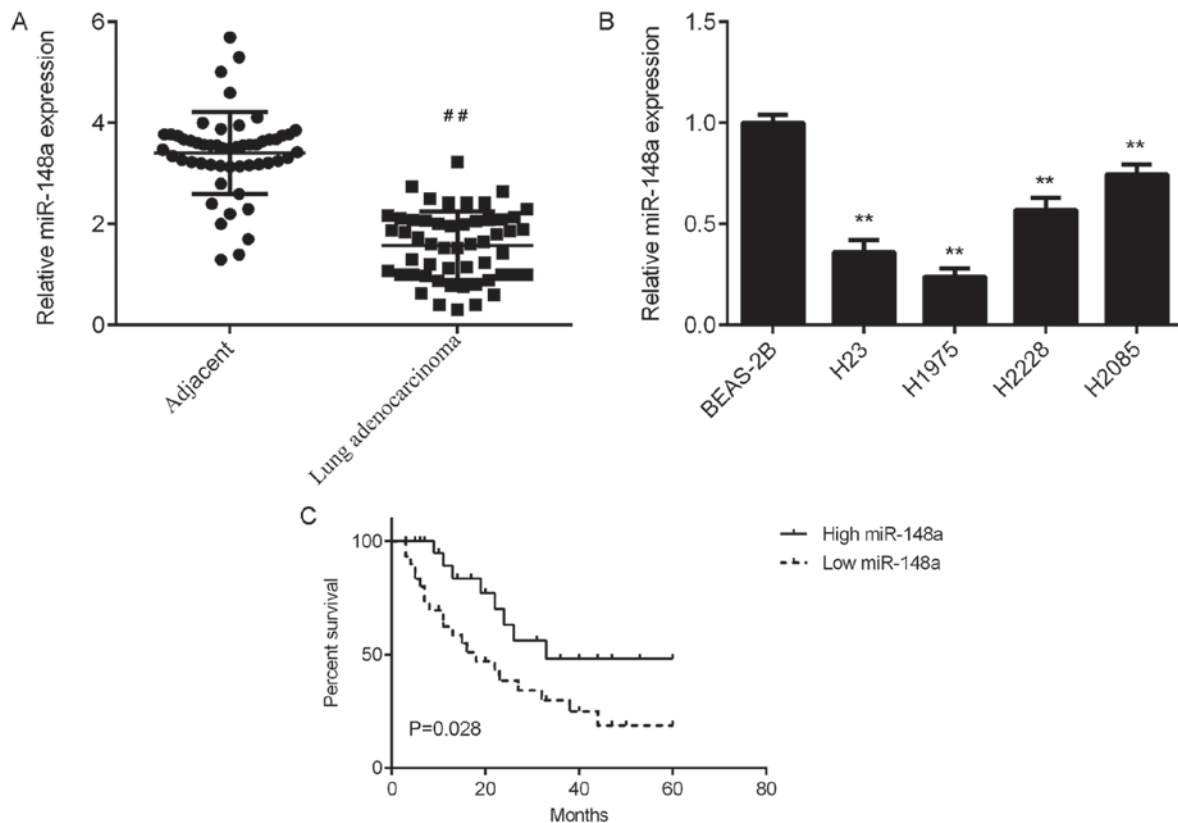 A
Relative miR-148a expression
6
4
2
0
##
Adjacent
Lung adenocarcinoma
B
Relative miR-148a expression
1.5
1.0
0.5
0.0
**
**
**
**
BEAS-2B
H23
H1975
H2228
H2085
C
Percent survival
100
50
0
P=0.028
0 20 40 60 80
Months
High miR-148a
Low miR-148a